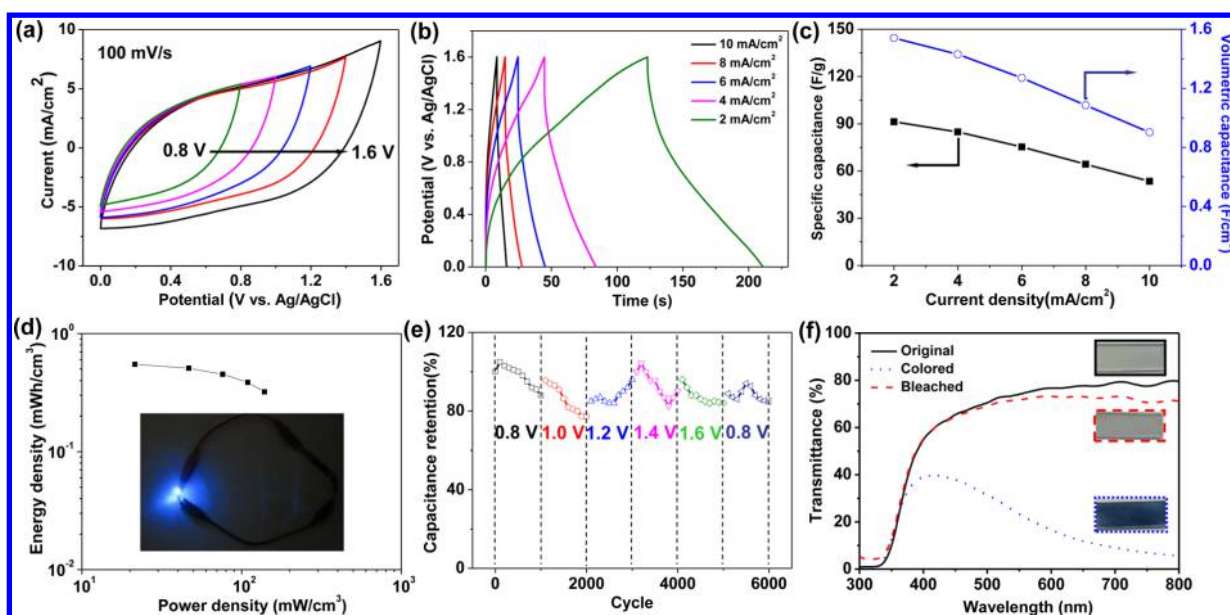 (a)
100 mV/s
0.8 V
1.6 V
Current (mA/cm²)
10
5
0
-5
-10
0.0 0.4 0.8 1.2 1.6
Potential (V vs. Ag/AgCl)
(b)
10 mA/cm²
8 mA/cm²
6 mA/cm²
4 mA/cm²
2 mA/cm²
Potential (V vs. Ag/AgCl)
2.0
1.6
1.2
0.8
0.4
0.0
0 50 100 150 200
Time (s)
(c)
Specific capacitance (F/g)
150
120
90
60
30
0
Volumetric capacitance (F/cm³)
1.6
1.2
0.8
0.4
0.0
2 4 6 8 10
Current density(mA/cm²)
(d)
Energy density (mWh/cm³)
10⁰
10⁻¹
10⁻²
10¹ 10² 10³
Power density (mW/cm³)
(e)
Capacitance retention(%)
120
80
40
0
0.8 V 1.0 V 1.2 V 1.4 V 1.6 V 0.8 V
0 2000 4000 6000
Cycle
(f)
Original
Colored
Bleached
Transmittance (%)
100
80
60
40
20
0
300 400 500 600 700 800
Wavelength (nm)